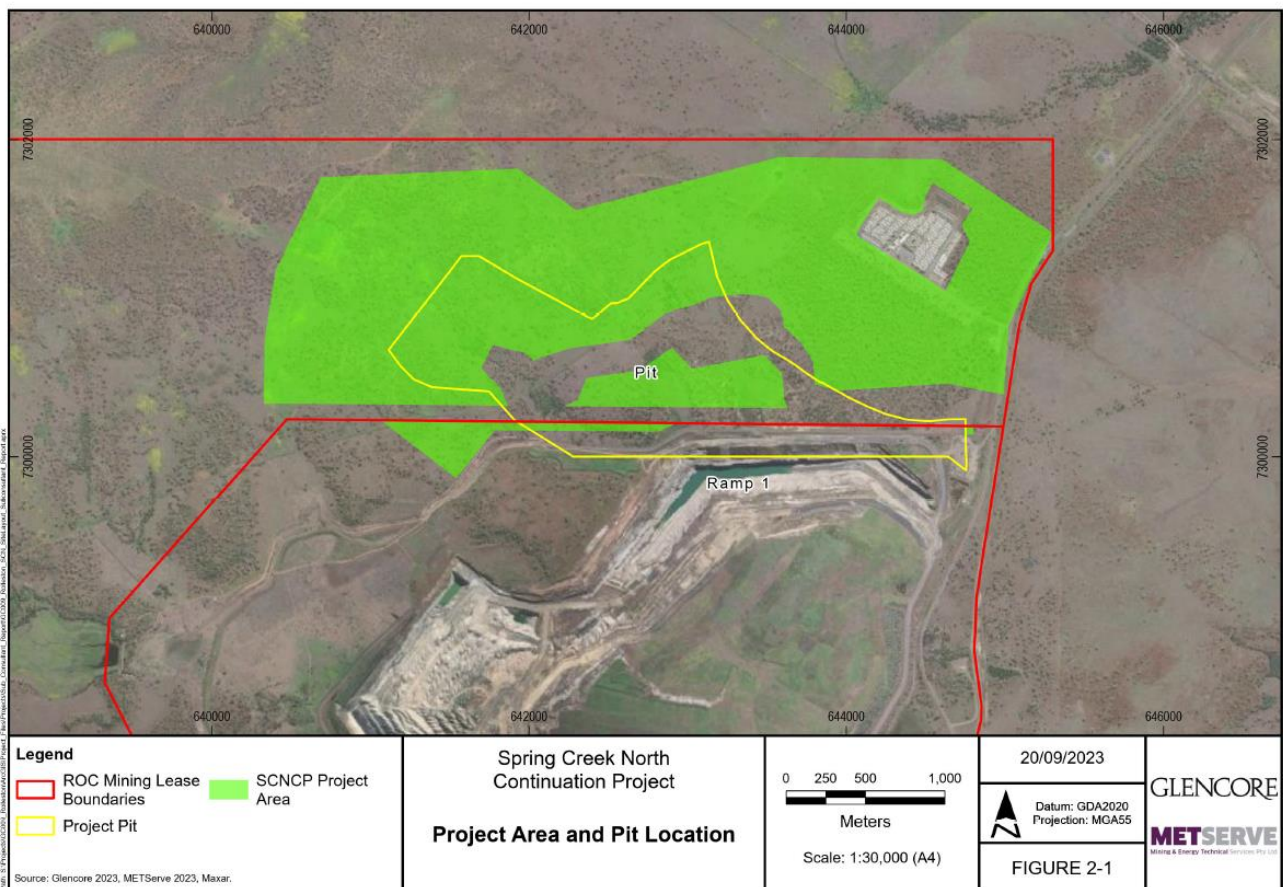 640000
642000
644000
646000
7302000
7302000
Pit
7300000
7300000
Ramp 1
640000
642000
644000
646000
Legend
ROC Mining Lease
Boundaries
SCNCP Project
Area
Project Pit
Source: Glencore 2023, METServe 2023, Maxar.
Spring Creek North
Continuation Project
Project Area and Pit Location
0 250 500 1,000
Meters
Scale: 1:30,000 (A4)
20/09/2023
N
Datum: GDA2020
Projection: MGA55
FIGURE 2-1
GLENCORE
METSERVE
Mining & Energy Technical Services Pty Ltd